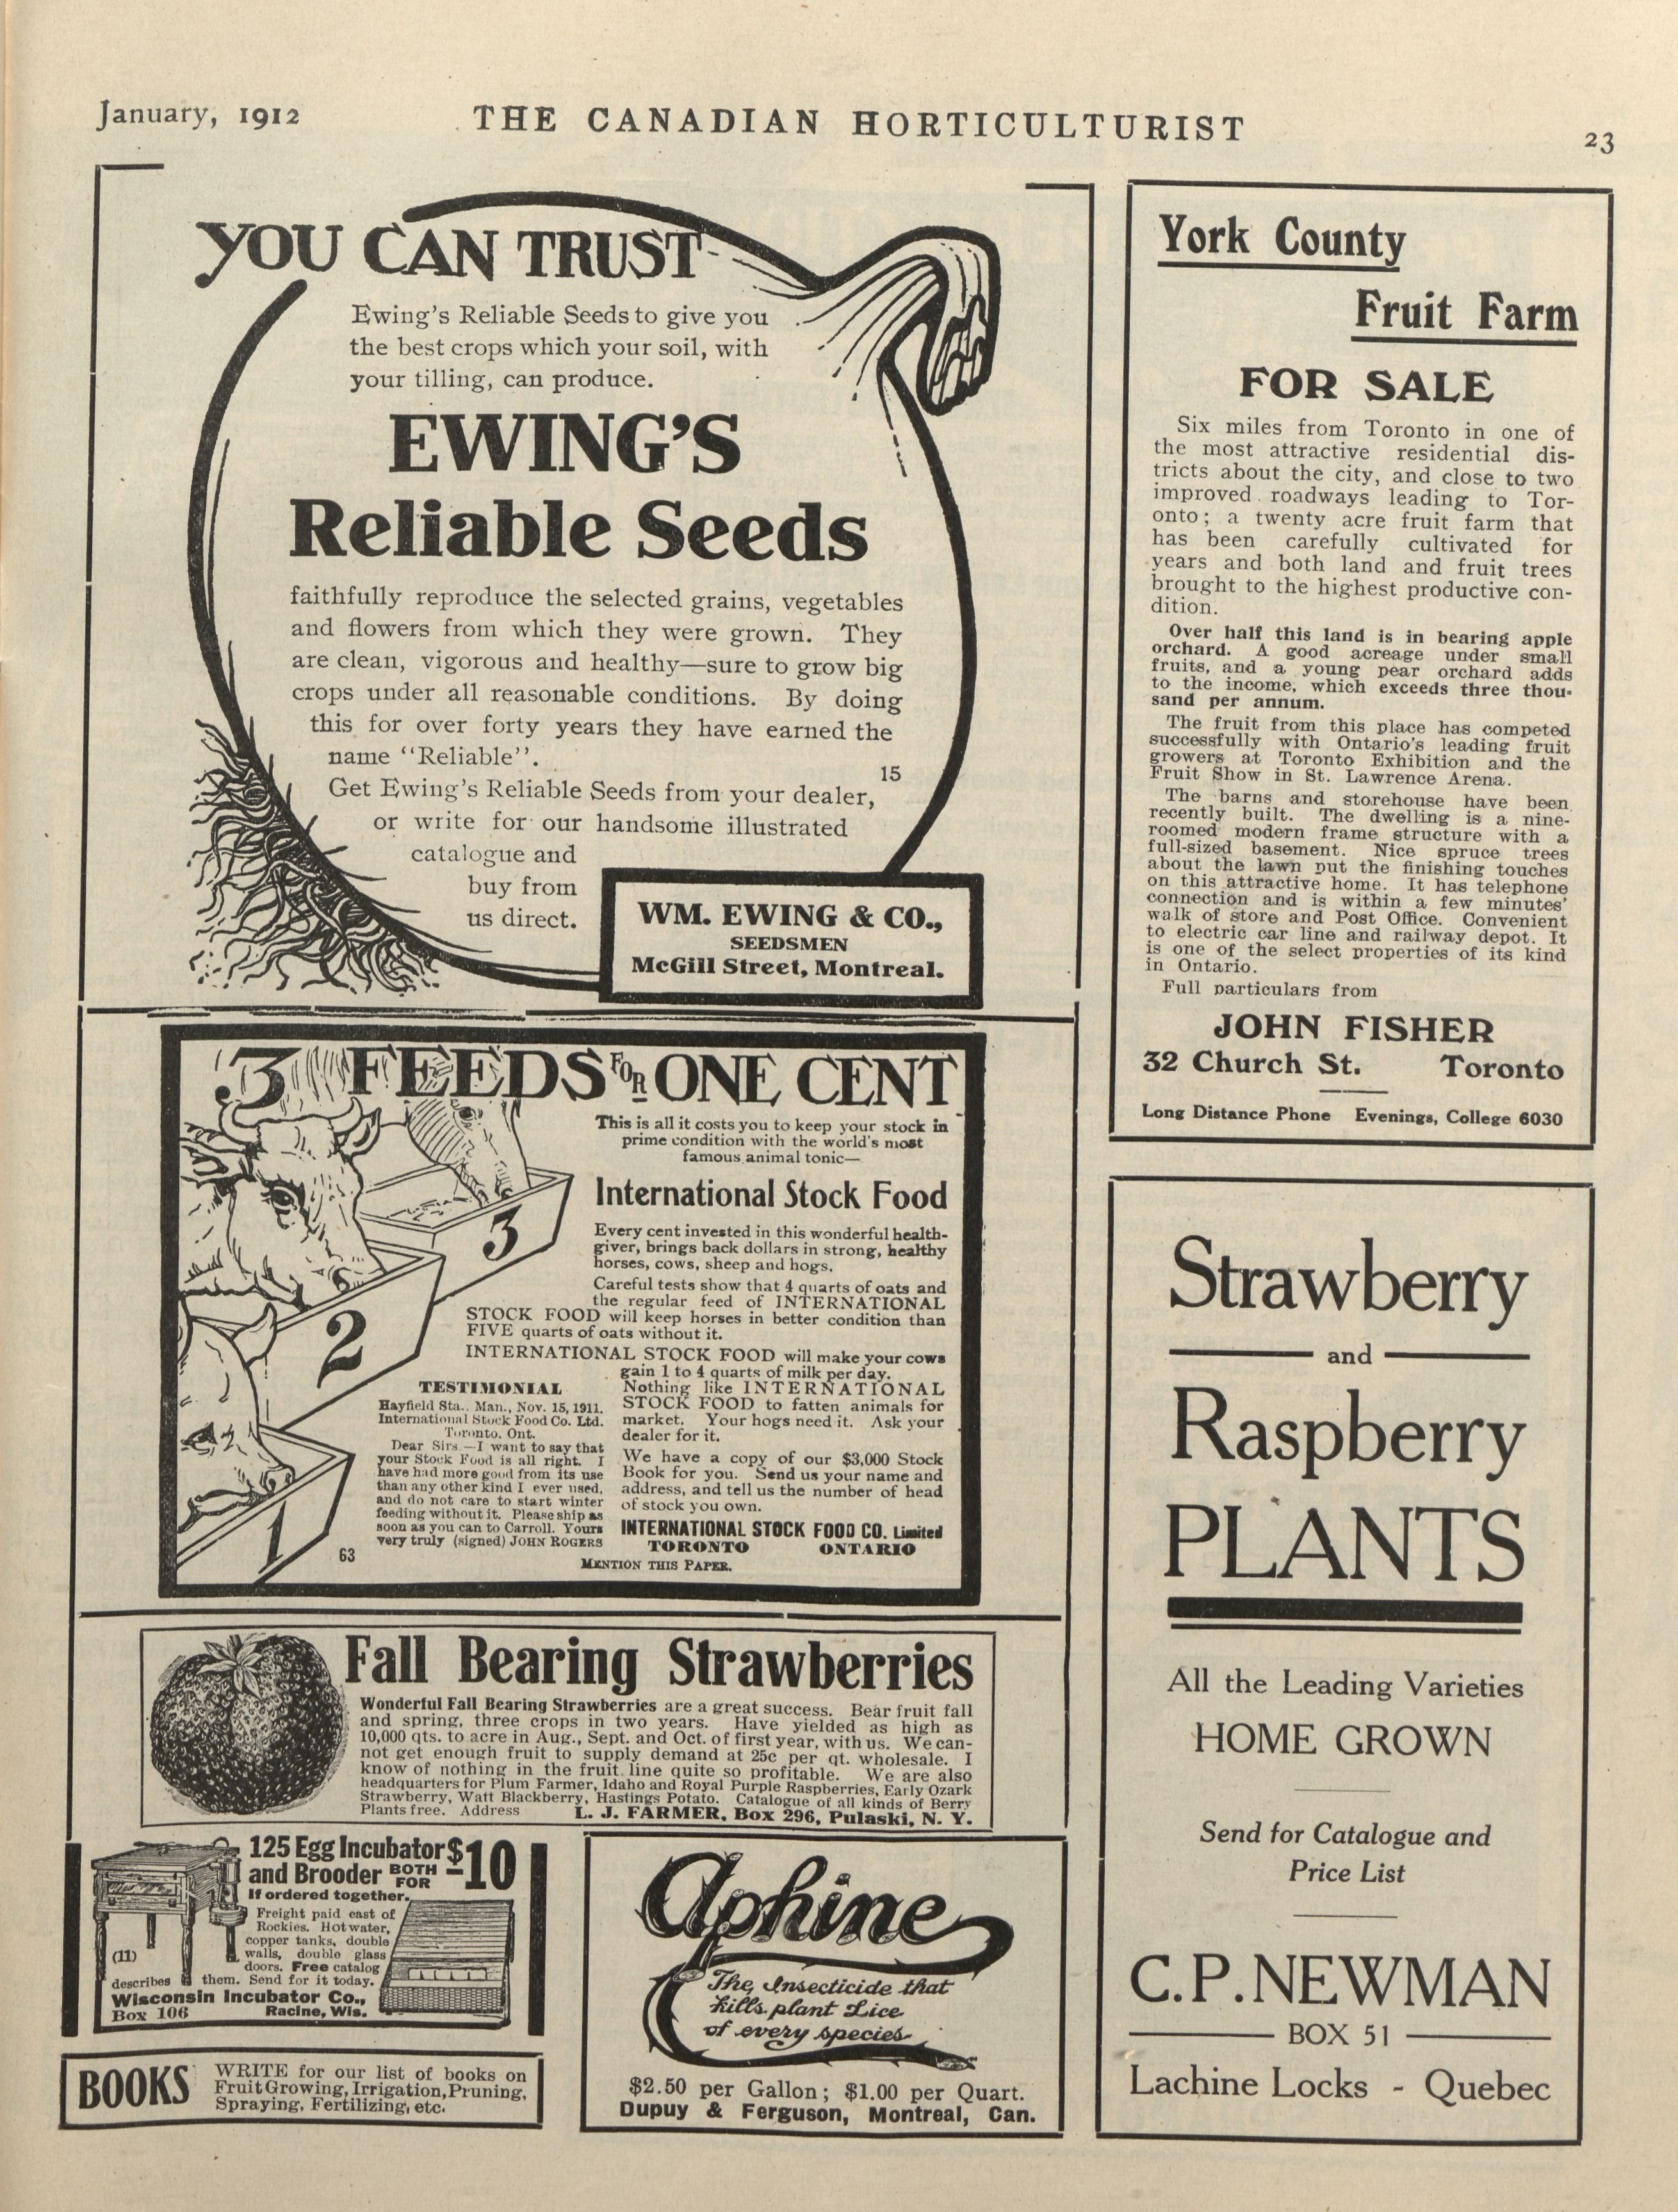 January, 1912
THE CANADIAN HORTICULTURIST
23
YOU CAN TRUST
Ewing's Reliable Seeds to give you
the best crops which your soil, with
your tilling, can produce.
EWING'S
Reliable Seeds
faithfully reproduce the selected grains, vegetables
and flowers from which they were grown. They
are clean, vigorous and healthy—sure to grow big
crops under all reasonable conditions. By doing
this for over forty years they have earned the
name "Reliable".
15
Get Ewing's Reliable Seeds from your dealer,
or write for our handsome illustrated
catalogue and
buy from
us direct.
WM. EWING & CO.,
SEEDSMEN
McGill Street, Montreal.
3 FEEDS FOR ONE CENT
This is all it costs you to keep your stock in
prime condition with the world's most
famous animal tonic—
International Stock Food
Every cent invested in this wonderful health-
giver, brings back dollars in strong, healthy
horses, cows, sheep and hogs.
Careful tests show that 4 quarts of oats and
the regular feed of INTERNATIONAL
STOCK FOOD will keep horses in better condition than
FIVE quarts of oats without it.
INTERNATIONAL STOCK FOOD will make your cows
gain 1 to 4 quarts of milk per day.
Nothing like INTERNATIONAL
STOCK FOOD to fatten animals for
market. Your hogs need it. Ask your
dealer for it.
We have a copy of our $3,000 Stock
Book for you. Send us your name and
address, and tell us the number of head
of stock you own.
INTERNATIONAL STOCK FOOD CO. Limited
TORONTO ONTARIO
MENTION THIS PAPER.
TESTIMONIAL
Hayfield Sta.. Man., Nov. 15, 1911.
International Stock Food Co. Ltd.
Toronto, Ont.
Dear Sirs.—I want to say that
your Stock Food is all right. I
have had more good from its use
than any other kind I ever used,
and do not care to start winter
feeding without it. Please ship as
soon as you can to Carroll. Yours
very truly (signed) JOHN ROGERS
3
2
1
63
Fall Bearing Strawberries
Wonderful Fall Bearing Strawberries are a great success. Bear fruit fall
and spring, three crops in two years. Have yielded as high as
10,000 qts. to acre in Aug., Sept. and Oct. of first year, with us. We can-
not get enough fruit to supply demand at 25c per qt. wholesale. I
know of nothing in the fruit line quite so profitable. We are also
headquarters for Plum Farmer, Idaho and Royal Purple Raspberries, Early Ozark
Strawberry, Watt Blackberry, Hastings Potato. Catalogue of all kinds of Berry
Plants free. Address L. J. FARMER, Box 296, Pulaski, N. Y.
125 Egg Incubator $10
and Brooder BOTH FOR
If ordered together.
Freight paid east of
Rockies. Hot water,
copper tanks, double
walls, double glass
doors. Free catalog
(11)
describes them. Send for it today.
Wisconsin Incubator Co.,
Box 106 Racine, Wis.
BOOKS
WRITE for our list of books on
Fruit Growing, Irrigation, Pruning,
Spraying, Fertilizing, etc.
Aphine
The Insecticide that
kills plant Lice
of every species
$2.50 per Gallon; $1.00 per Quart.
Dupuy & Ferguson, Montreal, Can.
York County
Fruit Farm
FOR SALE
Six miles from Toronto in one of
the most attractive residential dis-
tricts about the city, and close to two
improved roadways leading to Tor-
onto; a twenty acre fruit farm that
has been carefully cultivated for
years and both land and fruit trees
brought to the highest productive con-
dition.
Over half this land is in bearing apple
orchard. A good acreage under small
fruits, and a young pear orchard adds
to the income, which exceeds three thou-
sand per annum.
The fruit from this place has competed
successfully with Ontario's leading fruit
growers at Toronto Exhibition and the
Fruit Show in St. Lawrence Arena.
The barns and storehouse have been
recently built. The dwelling is a nine-
roomed modern frame structure with a
full-sized basement. Nice spruce trees
about the lawn put the finishing touches
on this attractive home. It has telephone
connection and is within a few minutes'
walk of store and Post Office. Convenient
to electric car line and railway depot. It
is one of the select properties of its kind
in Ontario.
Full particulars from
JOHN FISHER
32 Church St. Toronto
Long Distance Phone Evenings, College 6030
Strawberry
and
Raspberry
PLANTS
All the Leading Varieties
HOME GROWN
Send for Catalogue and
Price List
C.P. NEWMAN
BOX 51
Lachine Locks - Quebec